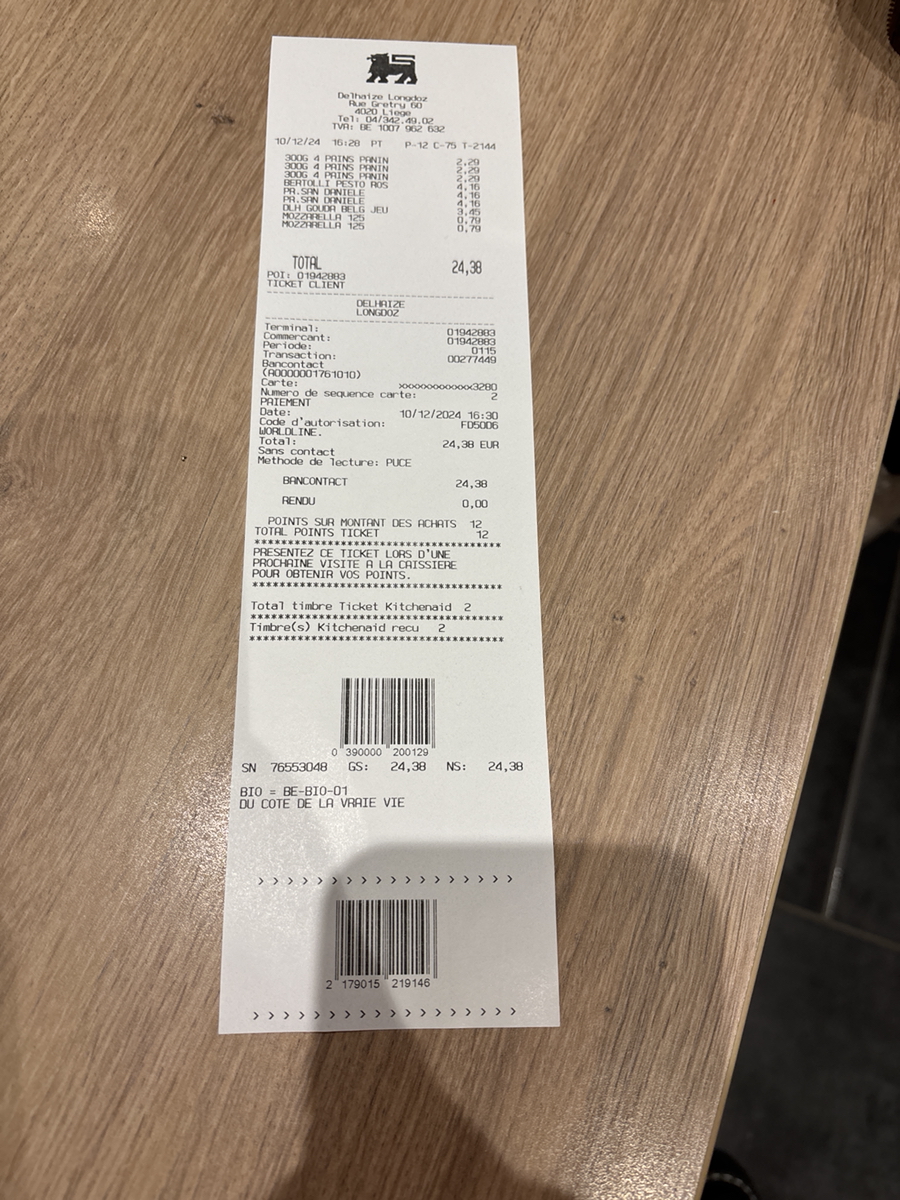 Delhaize Longdoz
Rue Gretry 60
4020 Liege
Tel: 04/342.49.02
TVA: BE 1007 962 632
10/12/24 16:28 PT P-12 C-75 T-2144
300G 4 PAINS PANIN 2,29
300G 4 PAINS PANIN 2,29
300G 4 PAINS PANIN 2,29
BERTOLLI PESTO ROS 4,16
PR.SAN DANIELE 4,16
PR.SAN DANIELE 4,16
DLH GOUDA BELG JEU 3,45
MOZZARELLA 125 0,79
MOZZARELLA 125 0,79
TOTAL 24,38
POI: 01942883
TICKET CLIENT
DELHAIZE
LONGDOZ
Terminal: 01942883
Commercant: 01942883
Periode: 0115
Transaction: 00277449
Bancontact
(A0000001761010)
Carte: xxxxxxxxxxxxx3280
Numero de sequence carte: 2
PAIEMENT
Date: 10/12/2024 16:30
Code d'autorisation: FD50D6
WORLDLINE.
Total: 24,38 EUR
Sans contact
Methode de lecture: PUCE
BANCONTACT 24,38
RENDU 0,00
POINTS SUR MONTANT DES ACHATS 12
TOTAL POINTS TICKET 12
**********************************
PRESENTEZ CE TICKET LORS D'UNE
PROCHAINE VISITE A LA CAISSIERE
POUR OBTENIR VOS POINTS.
**********************************
Total timbre Ticket Kitchenaid 2
**********************************
Timbre(s) Kitchenaid recu 2
**********************************
0 390000 200129
SN 76553048 GS: 24,38 NS: 24,38
BIO = BE-BIO-01
DU COTE DE LA VRAIE VIE
> > > > > > > > > > > > > > > > > >
2 179015 219146
> > > > > > > > > > > > > > > > > >